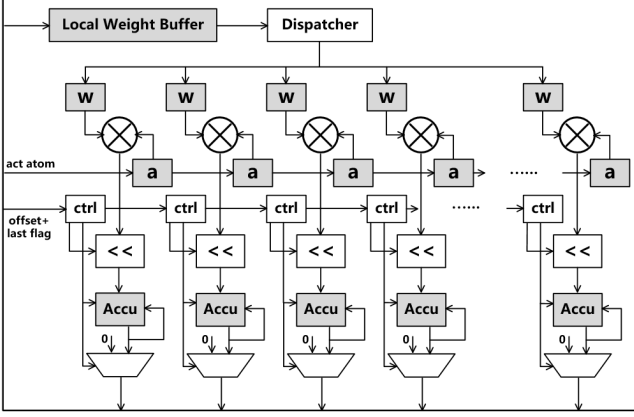 Local Weight Buffer
Dispatcher
w w w w w
act atom
a a a a ...... a
offset+
last flag
ctrl ctrl ctrl ctrl ...... ctrl
<< << << << <<
Accu Accu Accu Accu Accu
0 0 0 0 0